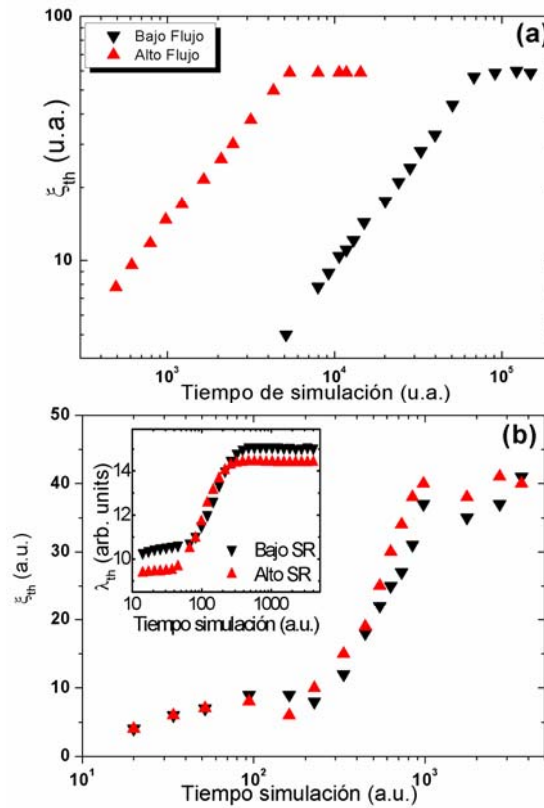 100
(a)
Bajo Flujo
Alto Flujo
ξth (u.a.)
10
10³ 10⁴ 10⁵
Tiempo de simulación (u.a.)
50
(b)
40
30
20
10
0
ξth (a.u.)
14
12
10
λth (arb. units)
Bajo SR
Alto SR
10 100 1000
Tiempo simulación (a.u.)
10¹ 10² 10³
Tiempo simulación (a.u.)